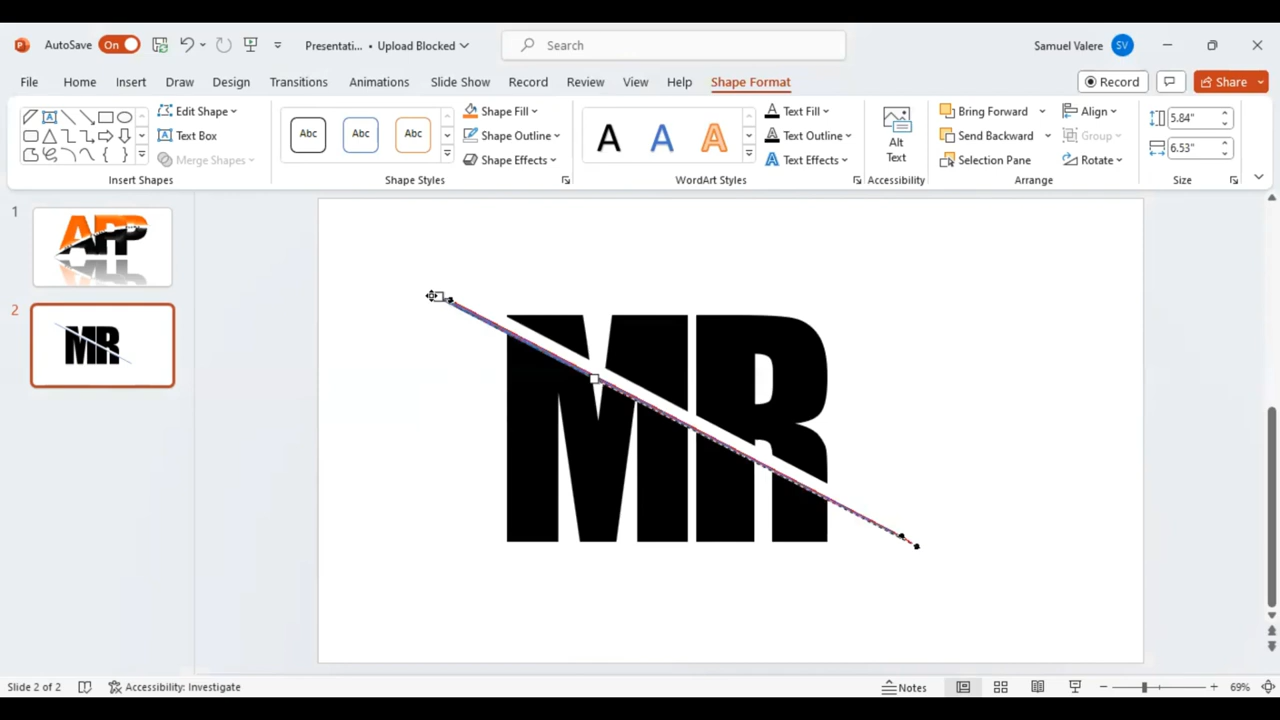 AutoSave On Presentati... • Upload Blocked Search Samuel Valere SV
File Home Insert Draw Design Transitions Animations Slide Show Record Review View Help Shape Format Record Share
Edit Shape
Text Box
Merge Shapes
Insert Shapes
Abc Abc Abc
Shape Fill
Shape Outline
Shape Effects
Shape Styles
A A A
Text Fill
Text Outline
Text Effects
WordArt Styles
Alt
Text
Accessibility
Bring Forward
Send Backward
Selection Pane
Align
Group
Rotate
Arrange
5.84"
6.53"
Size
1
APP
2
MR
MR
Slide 2 of 2 Accessibility: Investigate Notes 69%